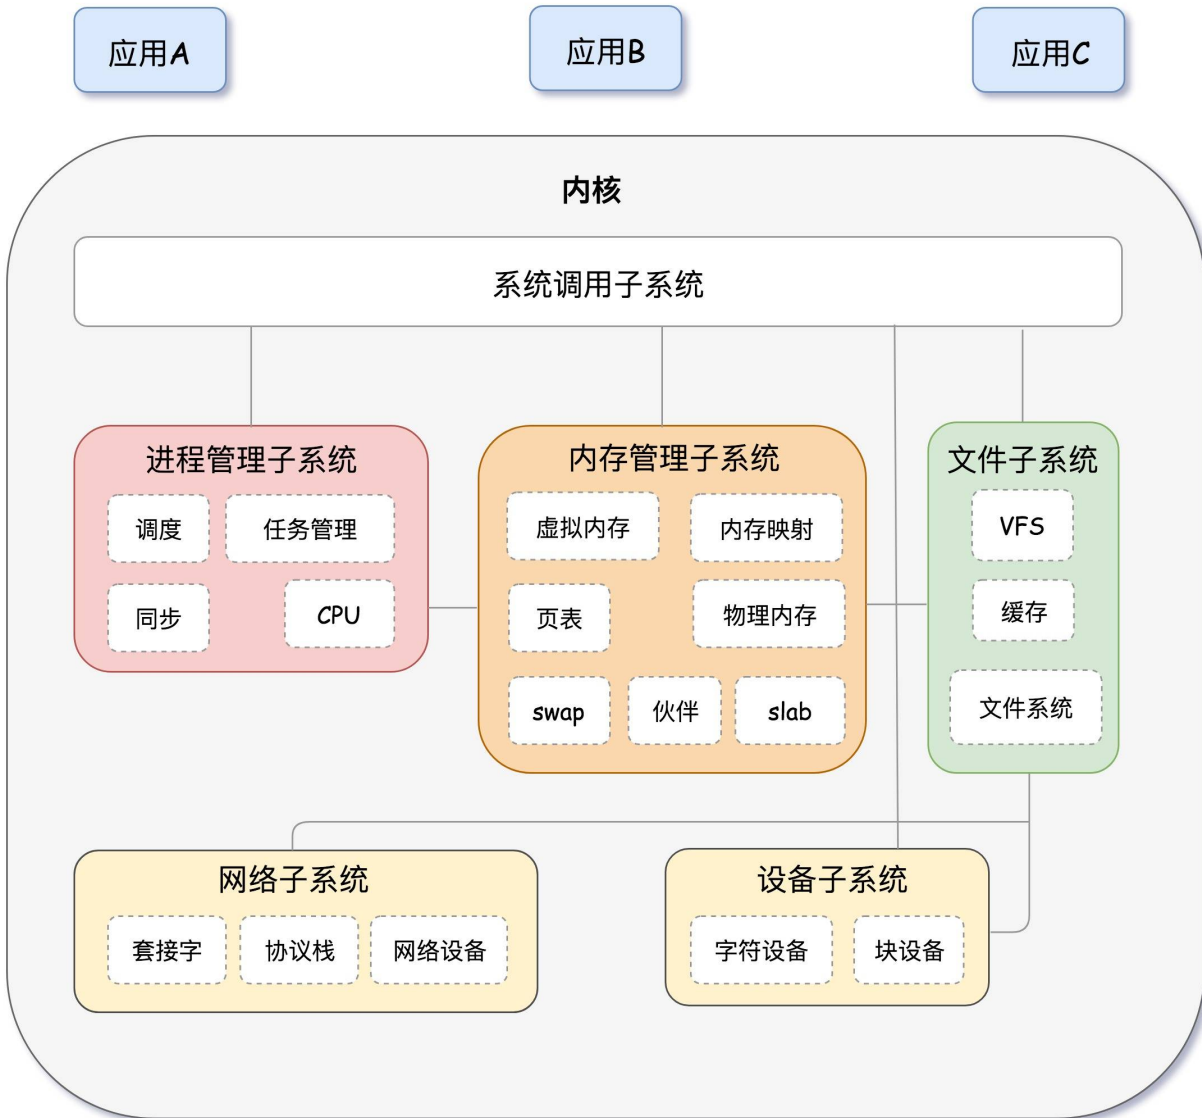 应用A
应用B
应用C
内核
系统调用子系统
进程管理子系统
调度
任务管理
同步
CPU
内存管理子系统
虚拟内存
内存映射
页表
物理内存
swap
伙伴
slab
文件子系统
VFS
缓存
文件系统
网络子系统
套接字
协议栈
网络设备
设备子系统
字符设备
块设备